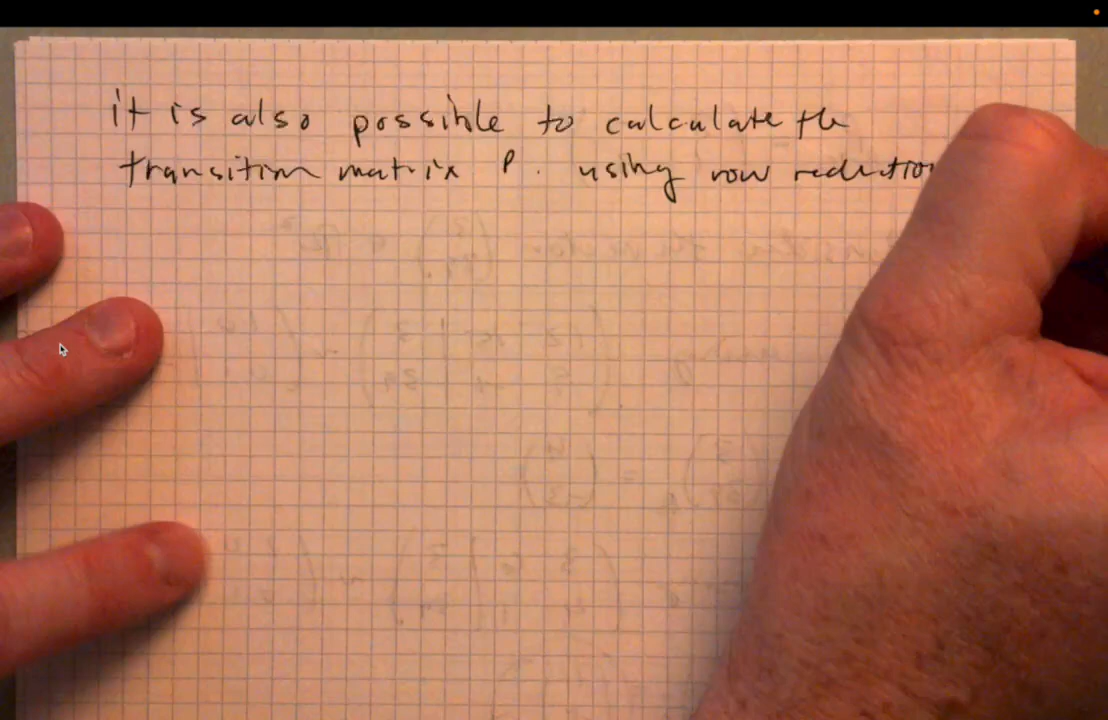 it is also possible to calculate the
transition matrix P. using row reduction